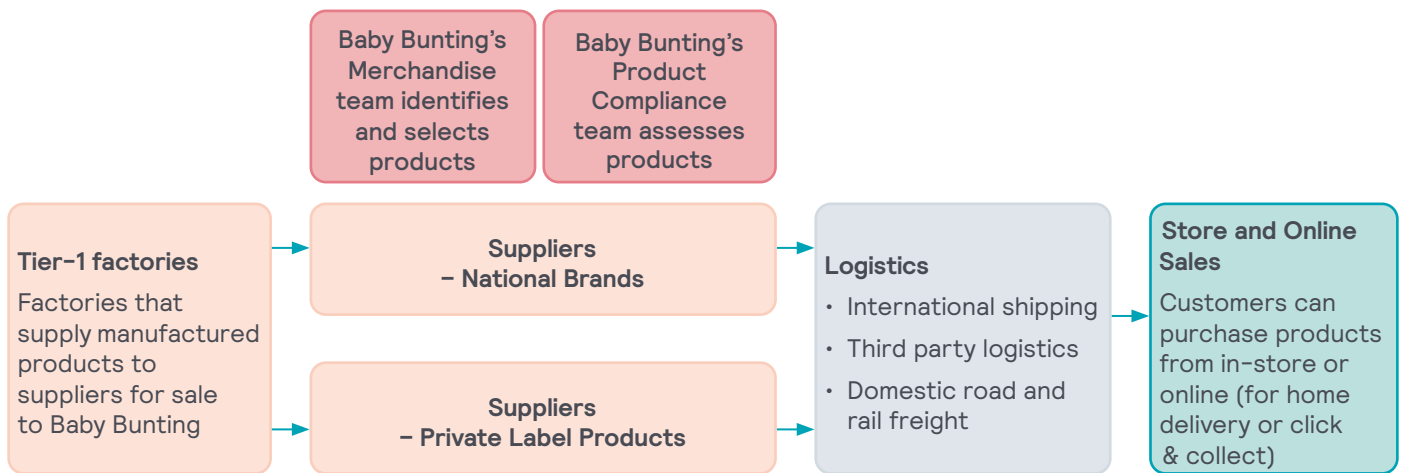 Baby Bunting's
Merchandise
team identifies
and selects
products
Baby Bunting's
Product
Compliance
team assesses
products
Tier-1 factories
Factories that
supply manufactured
products to
suppliers for sale
to Baby Bunting
Suppliers
– National Brands
Suppliers
– Private Label Products
Logistics
• International shipping
• Third party logistics
• Domestic road and
rail freight
Store and Online
Sales
Customers can
purchase products
from in-store or
online (for home
delivery or click
& collect)